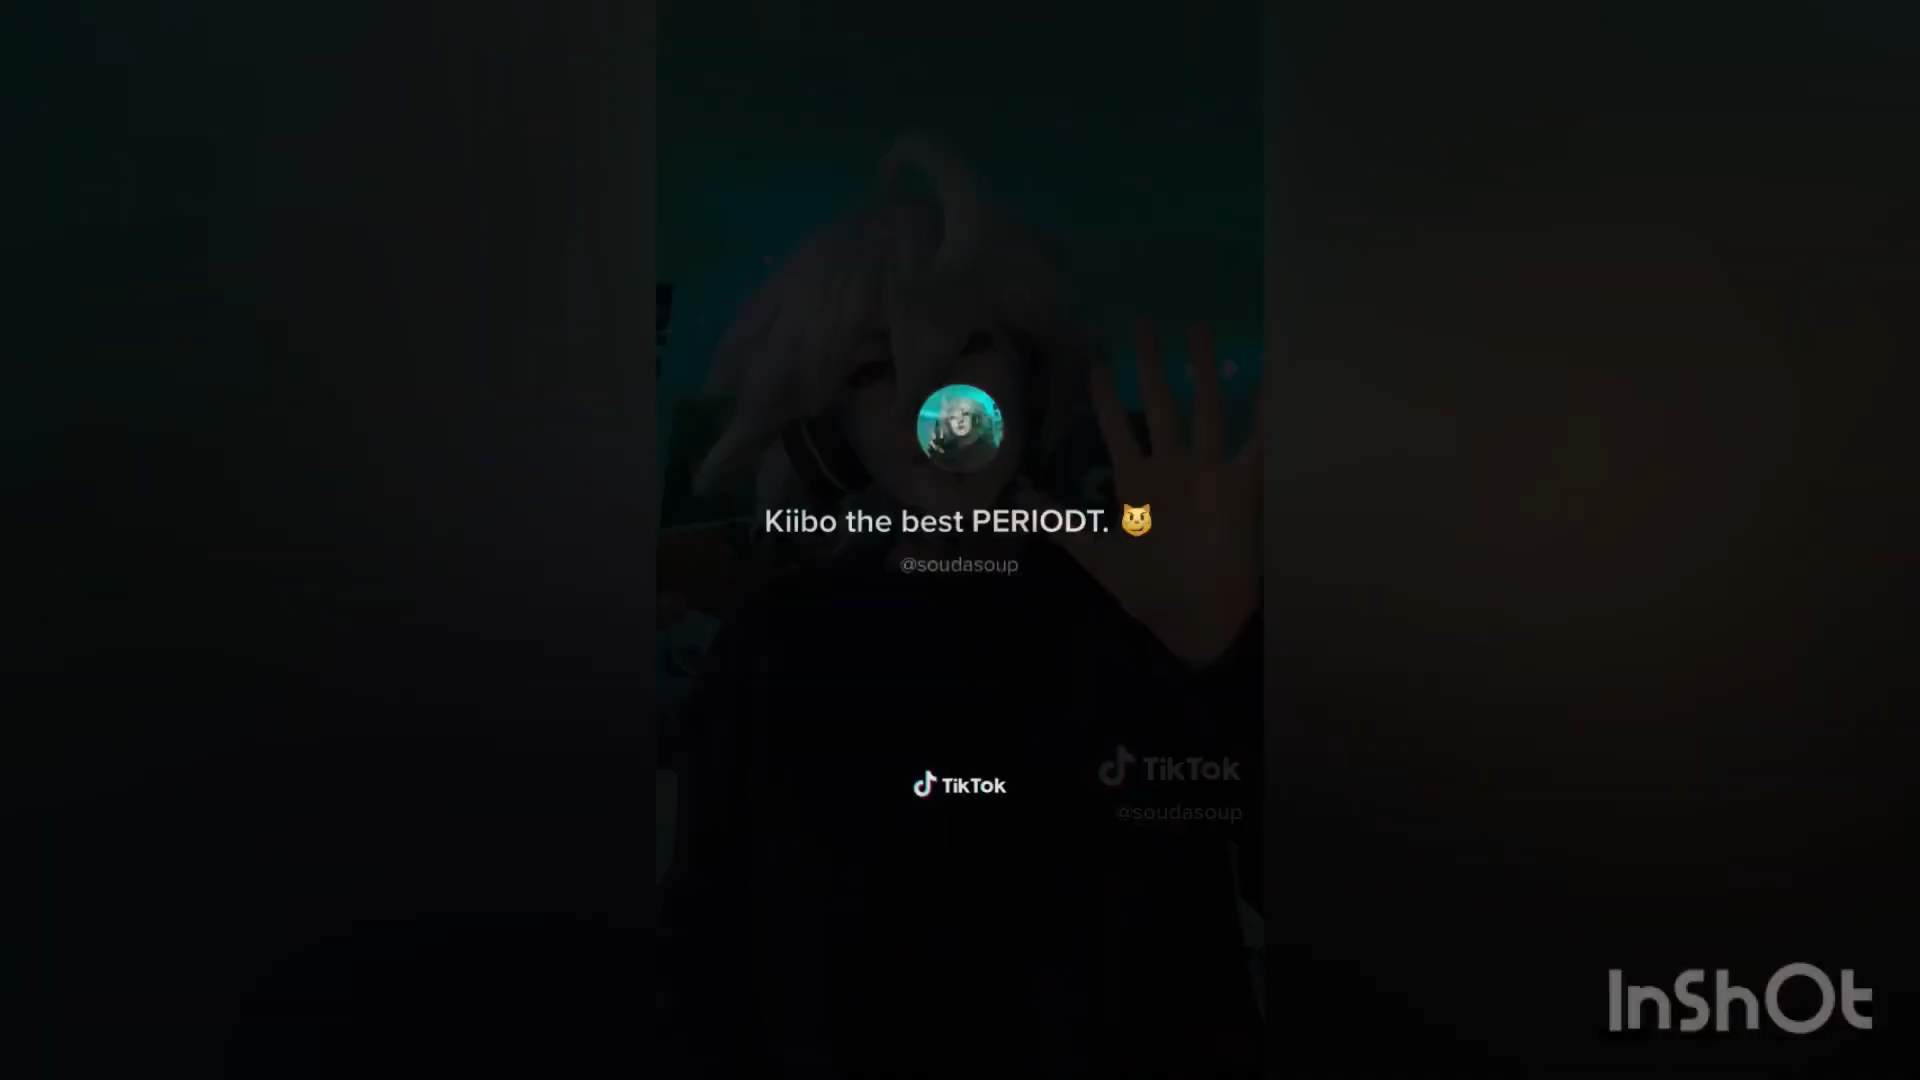 Kiibo the best PERIODT. 😼
@soudasoup
TikTok
TikTok
@soudasoup
InShOt